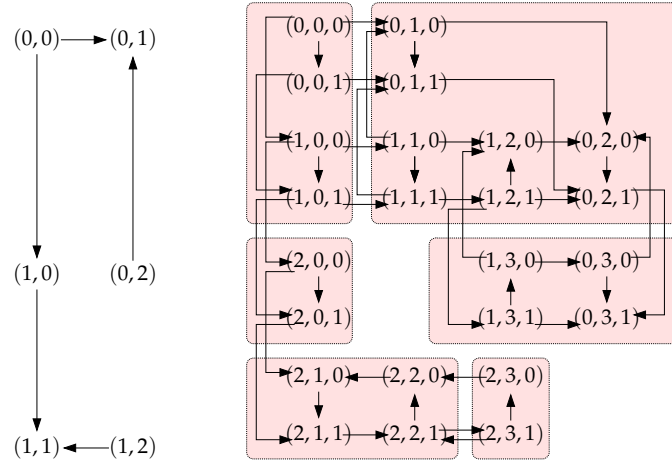 (0, 0) (0, 1) (0, 0, 0) (0, 1, 0)
(0, 0, 1) (0, 1, 1)
(1, 0, 0) (1, 1, 0) (1, 2, 0) (0, 2, 0)
(1, 0, 1) (1, 1, 1) (1, 2, 1) (0, 2, 1)
(1, 0) (0, 2) (2, 0, 0) (1, 3, 0) (0, 3, 0)
(2, 0, 1) (1, 3, 1) (0, 3, 1)
(2, 1, 0) (2, 2, 0) (2, 3, 0)
(1, 1) (1, 2) (2, 1, 1) (2, 2, 1) (2, 3, 1)